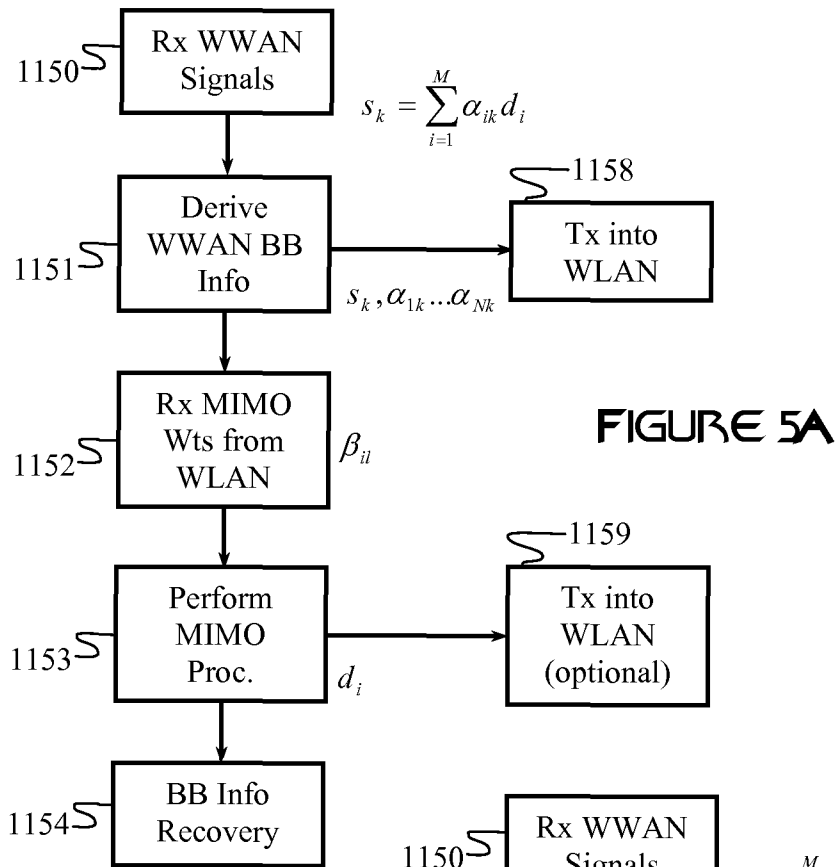 Rx WWAN
Signals
1150
s_k = \sum_{i=1}^{M} α_{ik} d_i
1158
Derive
WWAN BB
Info
1151
Tx into
WLAN
s_k, α_{1k}...α_{Nk}
Rx MIMO
Wts from
WLAN
1152
β_{il}
FIGURE 5A
1159
Perform
MIMO
Proc.
1153
Tx into
WLAN
(optional)
d_i
BB Info
Recovery
1154
Rx WWAN
Signals
1150
M